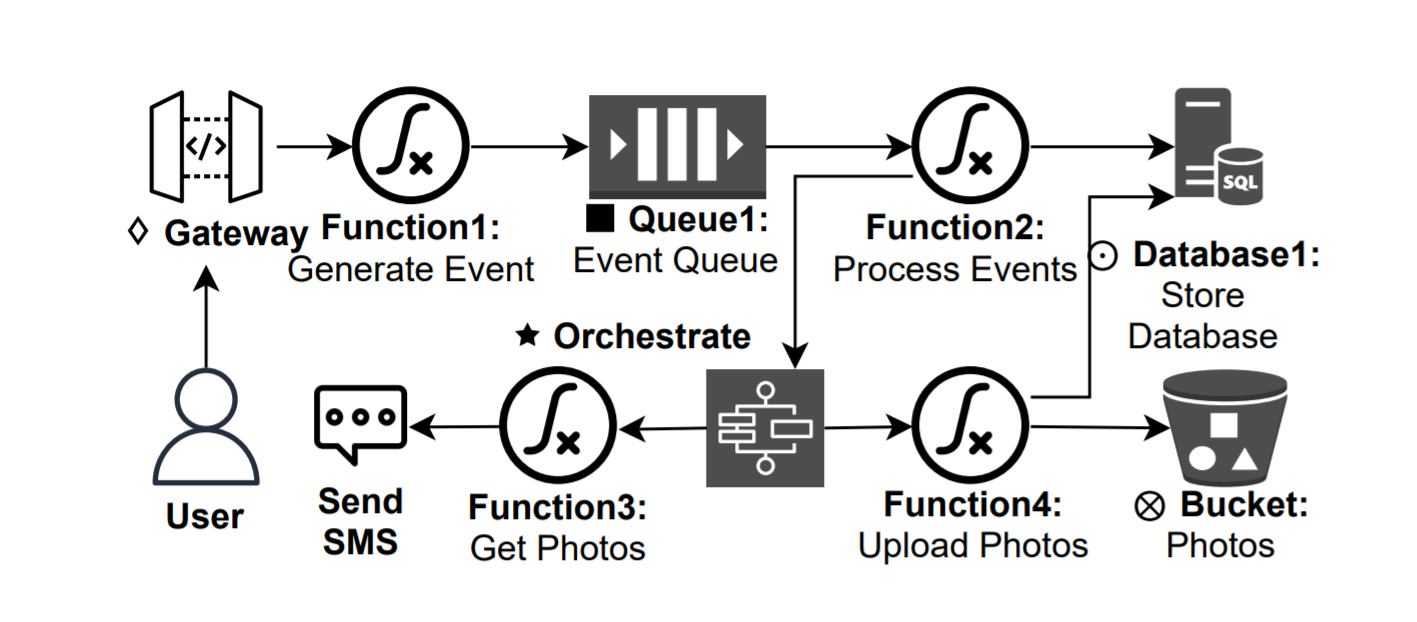 </>
SQL
◊ Gateway
Function1:
Generate Event
■ Queue1:
Event Queue
Function2:
Process Events
⊙ Database1:
Store
Database
★ Orchestrate
User
Send
SMS
Function3:
Get Photos
Function4:
Upload Photos
⊗ Bucket:
Photos